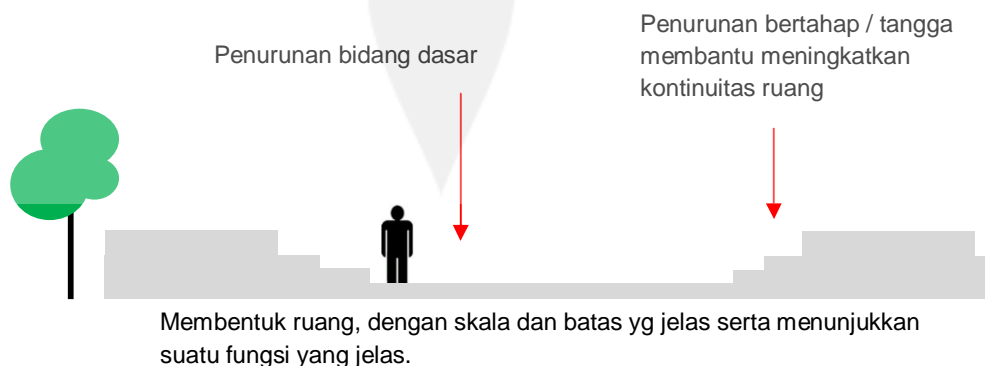 Penurunan bidang dasar
Penurunan bertahap / tangga
membantu meningkatkan
kontinuitas ruang
Membentuk ruang, dengan skala dan batas yg jelas serta menunjukkan
suatu fungsi yang jelas.